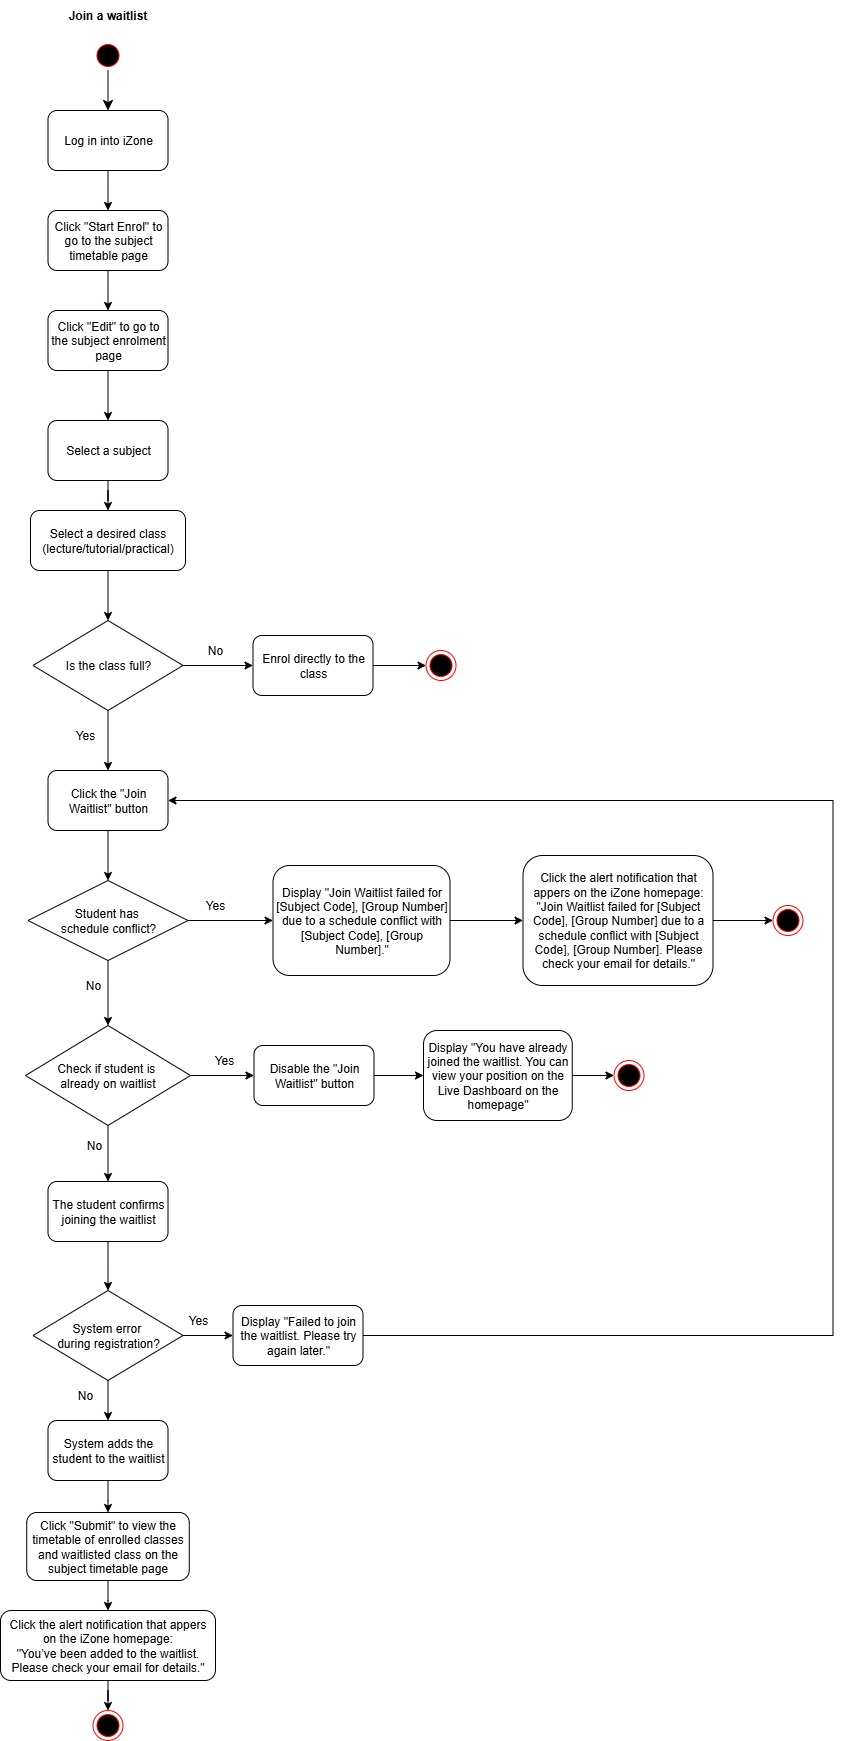 Join a waitlist
Log in into iZone
Click "Start Enrol" to
go to the subject
timetable page
Click "Edit" to go to
the subject enrolment
page
Select a subject
Select a desired class
(lecture/tutorial/practical)
Is the class full?
No
Enrol directly to the
class
Yes
Click the "Join
Waitlist" button
Student has
schedule conflict?
Yes
Display "Join Waitlist failed for
[Subject Code], [Group Number]
due to a schedule conflict with
[Subject Code], [Group
Number]."
Click the alert notification that
appers on the iZone homepage:
"Join Waitlist failed for [Subject
Code], [Group Number] due to a
schedule conflict with [Subject
Code], [Group Number]. Please
check your email for details."
No
Check if student is
already on waitlist
Yes
Disable the "Join
Waitlist" button
Display "You have already
joined the waitlist. You can
view your position on the
Live Dashboard on the
homepage"
No
The student confirms
joining the waitlist
System error
during registration?
Yes
Display "Failed to join
the waitlist. Please try
again later."
No
System adds the
student to the waitlist
Click "Submit" to view the
timetable of enrolled classes
and waitlisted class on the
subject timetable page
Click the alert notification that appers
on the iZone homepage:
"You've been added to the waitlist.
Please check your email for details."